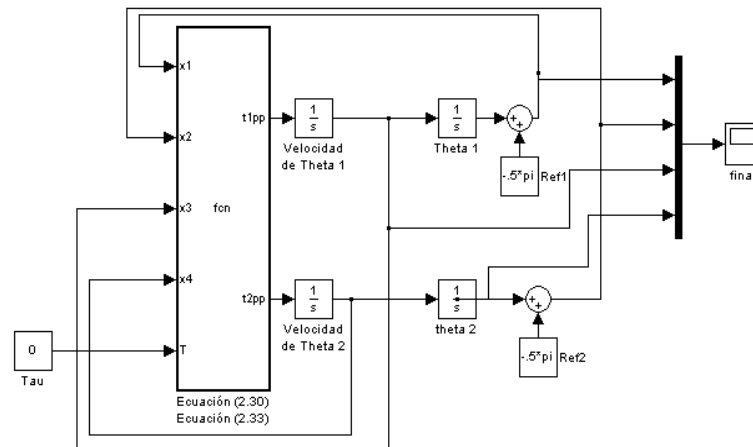 x1
x2
x3
x4
T
fcn
t1pp
t2pp
0
Tau
Ecuación (2.30)
Ecuación (2.33)
1
s
Velocidad
de Theta 1
1
s
Theta 1
+
+
-.5*pi
Ref1
1
s
Velocidad
de Theta 2
1
s
theta 2
+
+
-.5*pi
Ref2
final